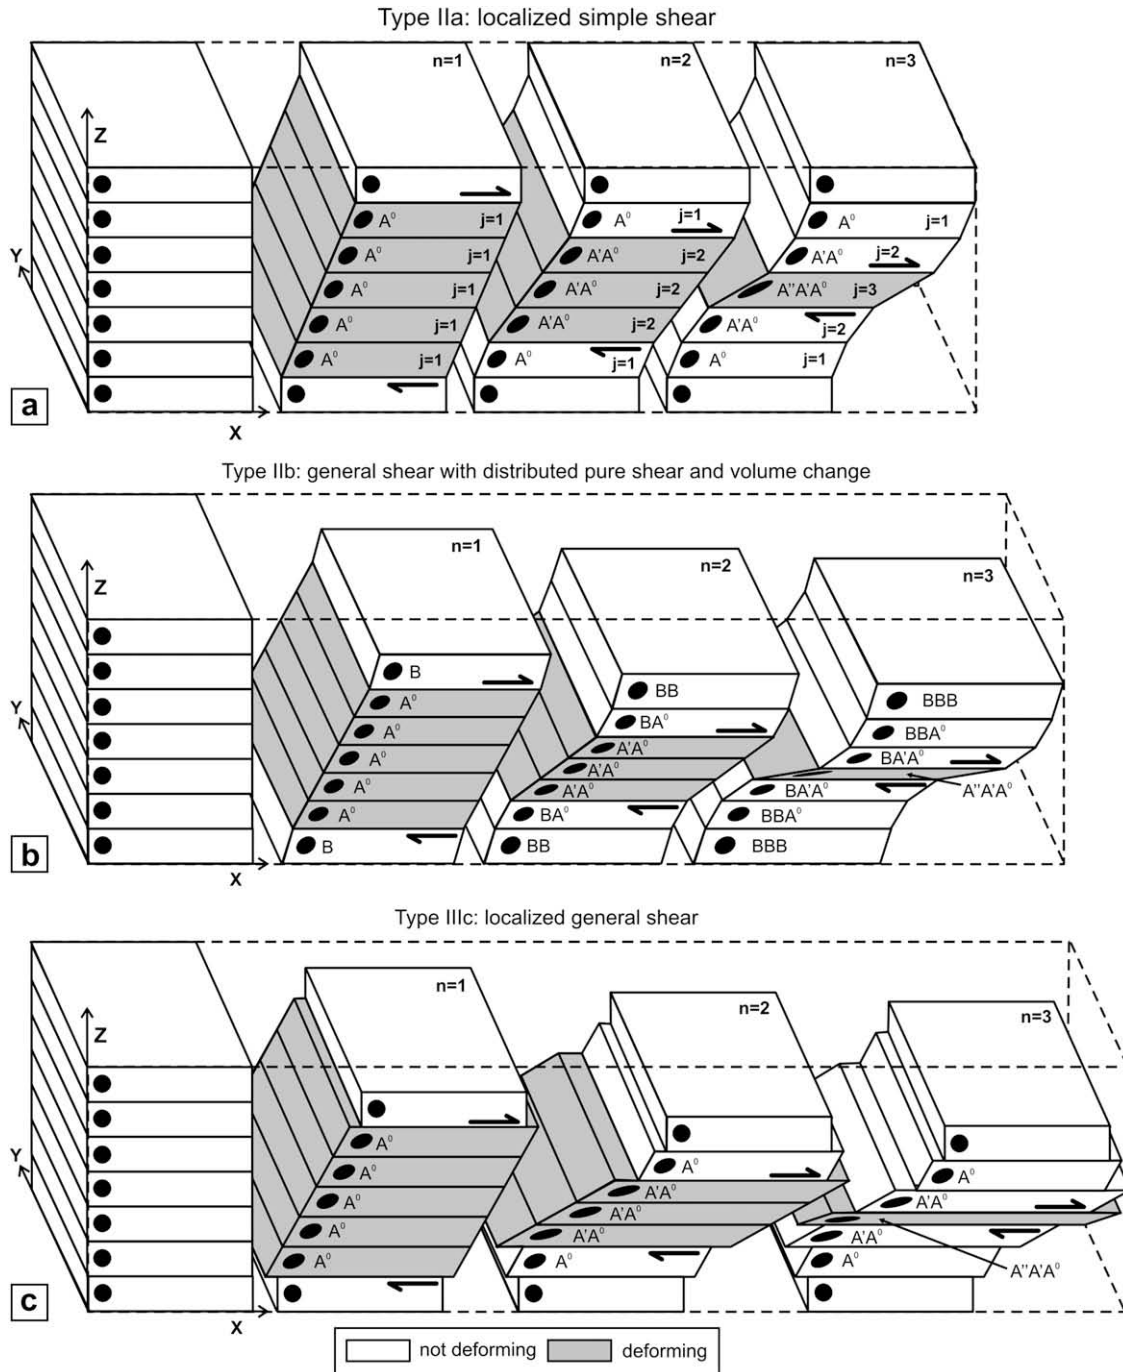 Type IIa: localized simple shear
n=1
n=2
n=3
Z
Y
X
A⁰ j=1
A⁰ j=1
A⁰ j=1
A⁰ j=1
A⁰ j=1
A⁰ j=1
A'A⁰ j=2
A'A⁰ j=2
A'A⁰ j=2
A⁰ j=1
A⁰ j=1
A'A⁰ j=2
A''A'A⁰ j=3
A'A⁰ j=2
A⁰ j=1
a
Type IIb: general shear with distributed pure shear and volume change
n=1
n=2
n=3
Z
Y
X
B
A⁰
A⁰
A⁰
A⁰
A⁰
B
BB
BA⁰
A'A⁰
A'A⁰
A'A⁰
BA⁰
BB
BBB
BBA⁰
BA'A⁰
A''A'A⁰
BA'A⁰
BBA⁰
BBB
b
Type IIIc: localized general shear
n=1
n=2
n=3
Z
Y
X
A⁰
A⁰
A⁰
A⁰
A⁰
A⁰
A'A⁰
A'A⁰
A'A⁰
A⁰
A⁰
A'A⁰
A'A⁰
A⁰
A''A'A⁰
c
not deforming
deforming